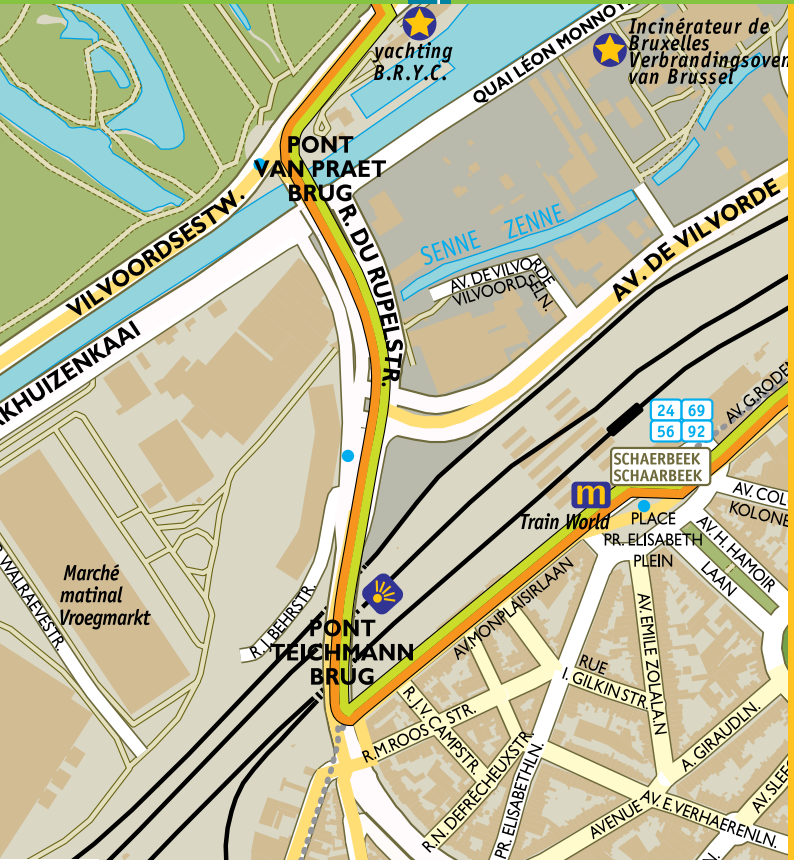 yachting
B.R.Y.C.
QUAI LÉON MONNOY
Incinérateur de
Bruxelles
Verbrandingsoven
van Brussel
PONT
VAN PRAET
BRUG
VILVOORDSESTW.
R. DU RUPELSTR.
SENNE ZENNE
AV. DE VILVORDE
VILVOORDSELN.
AV. DE VILVORDE
KHUIZENKAAI
24 69
56 92
AV. G.RODEN
SCHAERBEEK
SCHAARBEEK
m
Train World
PLACE
PR. ELISABETH
PLEIN
AV. COL
KOLONE
AV. H. HAMOIR
LAAN
Marché
matinal
Vroegmarkt
WALRAEVESTR.
R. J. BEHRSTR.
PONT
TEICHMANN
BRUG
AV.MONPLAISIRLAAN
AV. EMILE ZOLALAAN
RUE
I. GILKINSTR.
R. J. V. CAMPSTR.
R.M.ROOS STR.
R.N. DEFRÊCHEUXSTR.
PR. ELISABETHLN.
A. GIRAUDLN.
AVENUE AV. E.VERHAERENLN.
AV. SLEE
N.